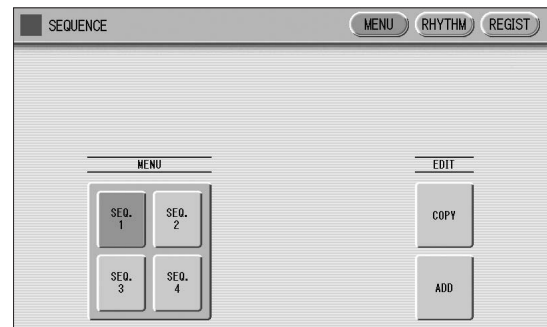 SEQUENCE MENU RHYTHM REGIST
MENU EDIT
SEQ. 1 SEQ. 2 COPY
SEQ. 3 SEQ. 4 ADD